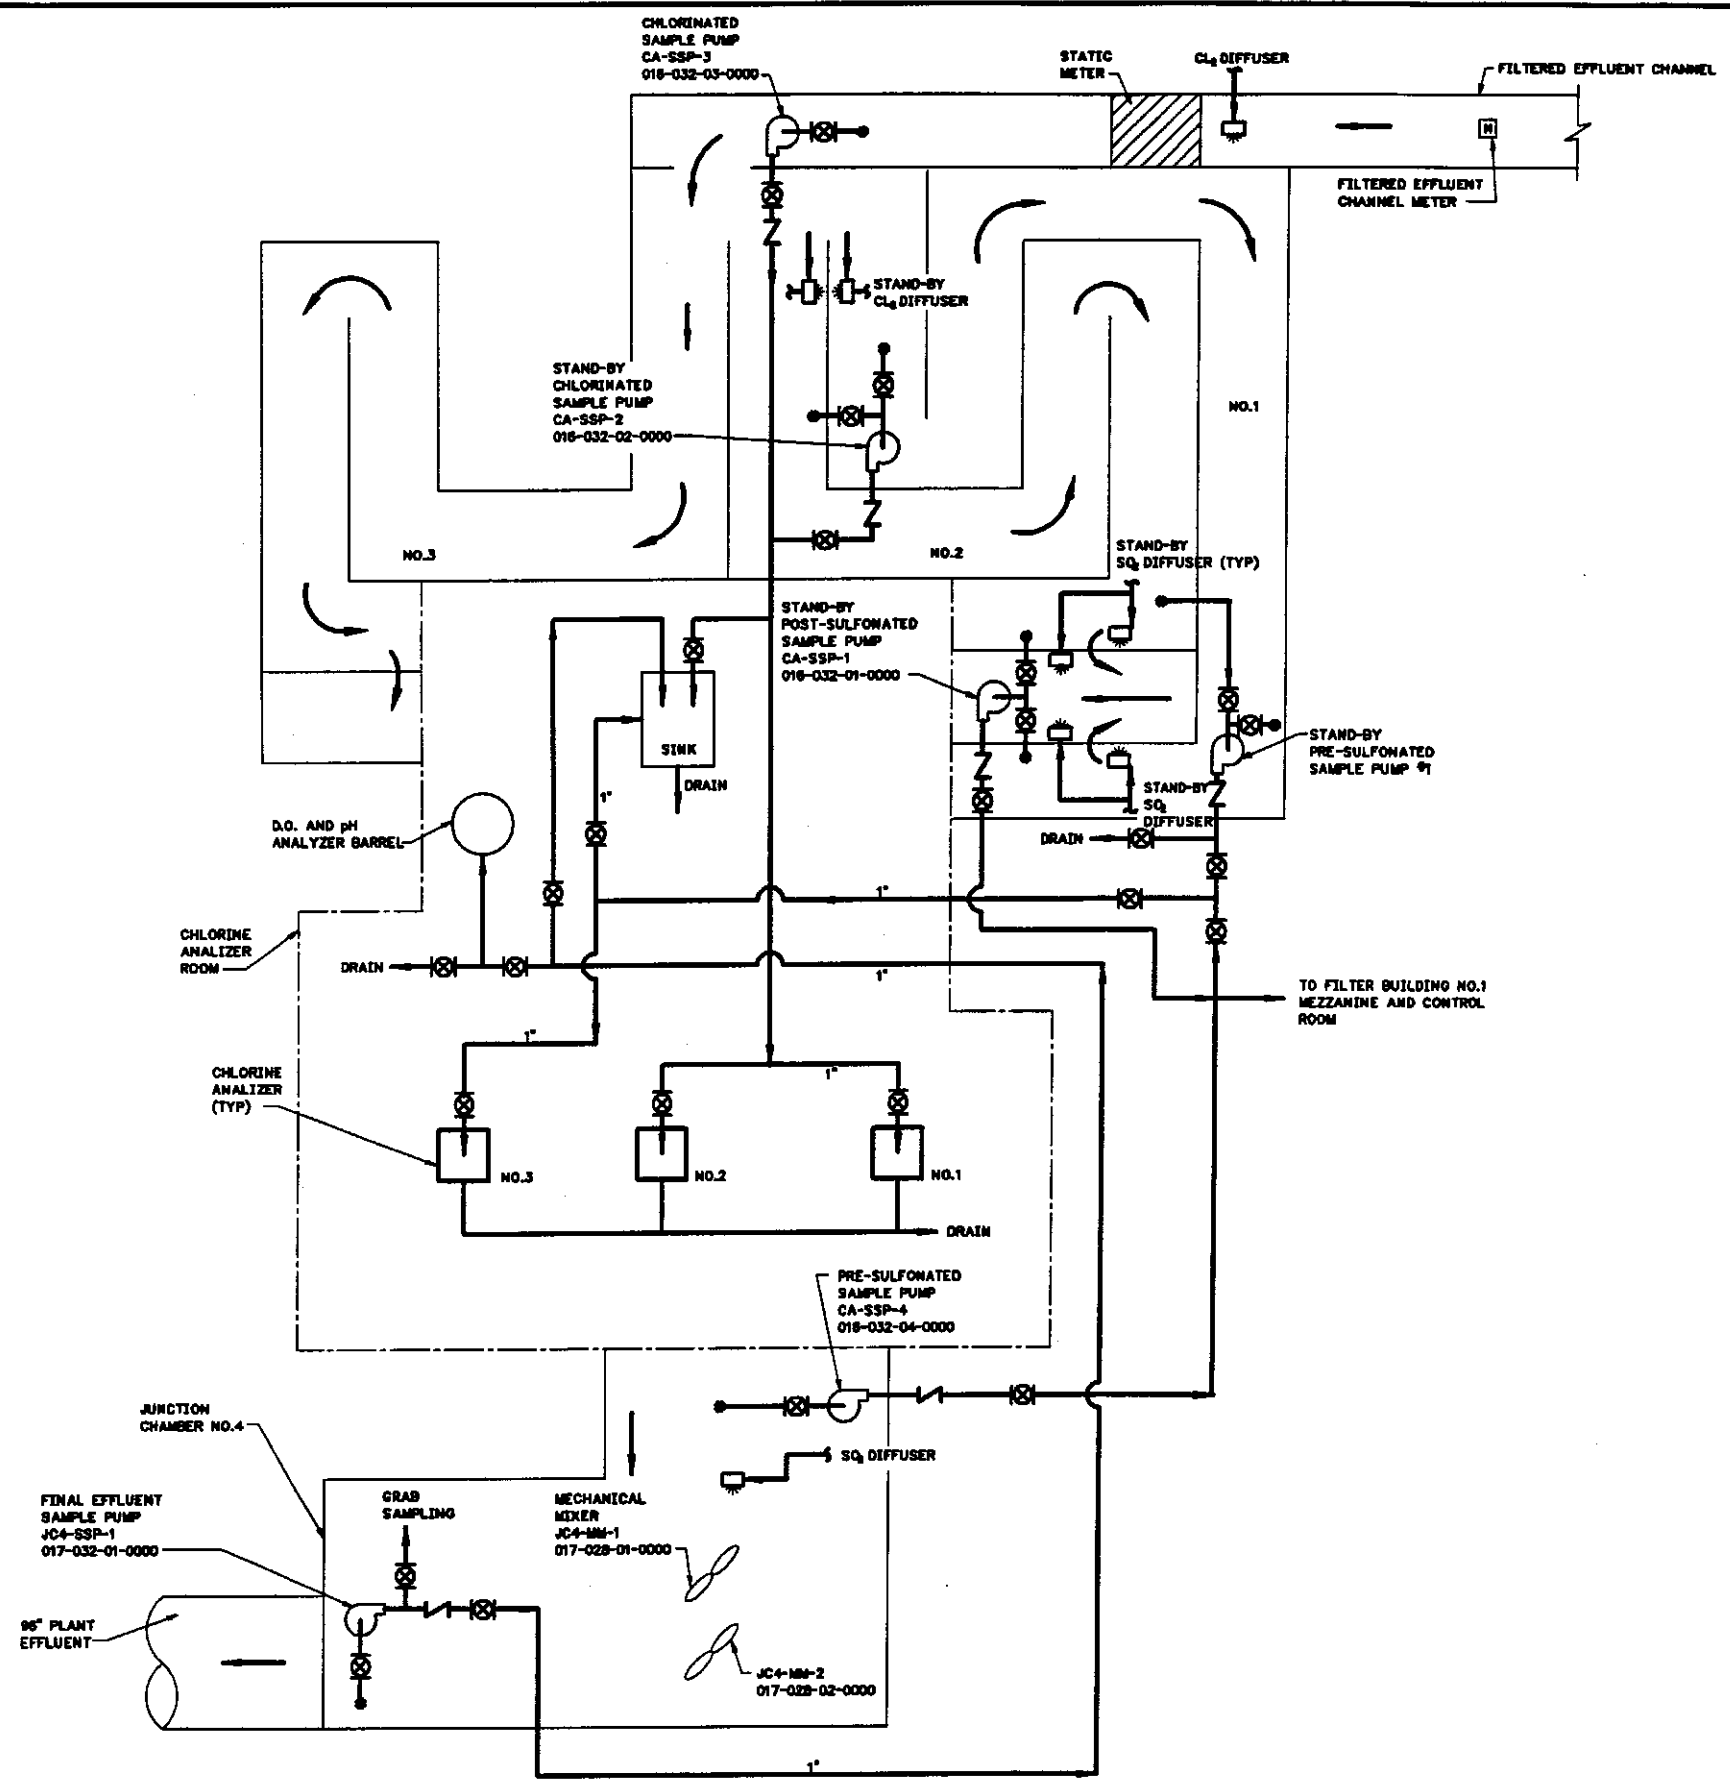 CHLORINATED
SAMPLE PUMP
CA-SSP-3
016-032-03-0000
STATIC
METER
CL₂ DIFFUSER
FILTERED EFFLUENT CHANNEL
M
FILTERED EFFLUENT
CHANNEL METER
STAND-BY
CL₂ DIFFUSER
STAND-BY
CHLORINATED
SAMPLE PUMP
CA-SSP-2
016-032-02-0000
NO.1
NO.3
NO.2
STAND-BY
SO₂ DIFFUSER (TYP)
STAND-BY
POST-SULFONATED
SAMPLE PUMP
CA-SSP-1
016-032-01-0000
SINK
DRAIN
STAND-BY
PRE-SULFONATED
SAMPLE PUMP #1
STAND-BY
SO₂
DIFFUSER
1"
D.O. AND pH
ANALYZER BARREL
DRAIN
1"
CHLORINE
ANALIZER
ROOM
DRAIN
1"
TO FILTER BUILDING NO.1
MEZZANINE AND CONTROL
ROOM
1"
CHLORINE
ANALIZER
(TYP)
1"
NO.3
NO.2
NO.1
DRAIN
PRE-SULFONATED
SAMPLE PUMP
CA-SSP-4
016-032-04-0000
JUNCTION
CHAMBER NO.4
SO₂ DIFFUSER
FINAL EFFLUENT
SAMPLE PUMP
JC4-SSP-1
017-032-01-0000
GRAB
SAMPLING
MECHANICAL
MIXER
JC4-MM-1
017-028-01-0000
96" PLANT
EFFLUENT
JC4-MM-2
017-028-02-0000
1"